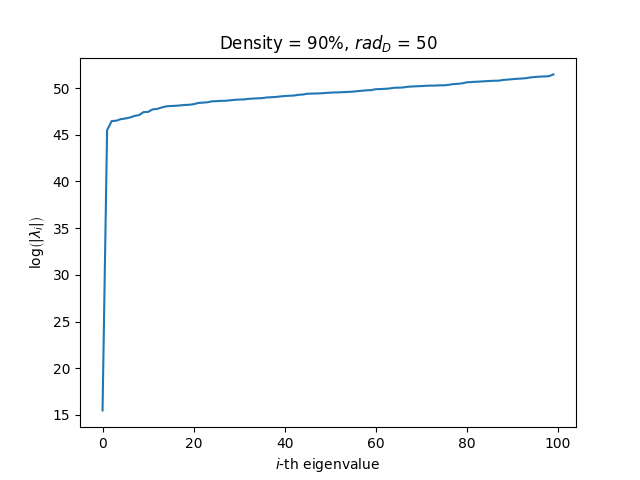 Density = 90%, rad_D = 50
log(|λ_i|)
50
45
40
35
30
25
20
15
0 20 40 60 80 100
i-th eigenvalue